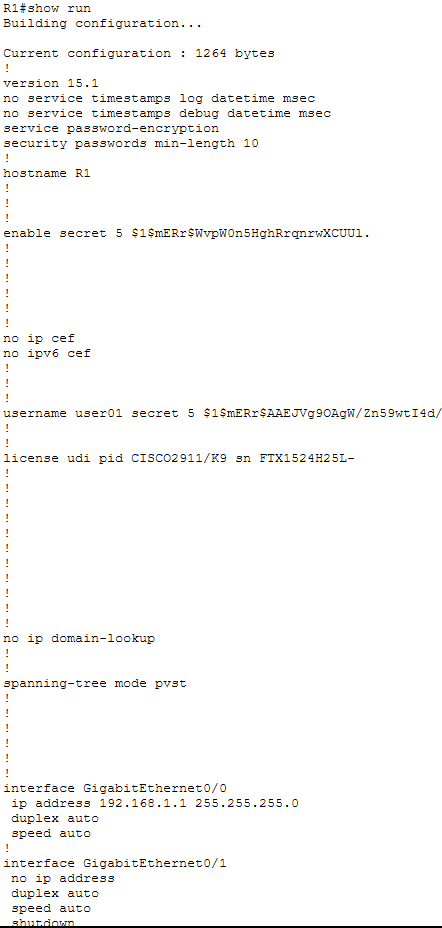 R1#show run
Building configuration...
Current configuration : 1264 bytes
!
version 15.1
no service timestamps log datetime msec
no service timestamps debug datetime msec
service password-encryption
security passwords min-length 10
!
hostname R1
!
!
!
enable secret 5 $1$mERr$WvpW0n5HghRrqnrwXCUUl.
!
!
!
!
!
!
no ip cef
no ipv6 cef
!
!
!
username user01 secret 5 $1$mERr$AAEJVg9OAgW/Zn59wtI4d/
!
!
license udi pid CISCO2911/K9 sn FTX1524H25L-
!
!
!
!
!
!
!
!
!
!
!
no ip domain-lookup
!
!
spanning-tree mode pvst
!
!
!
!
!
!
interface GigabitEthernet0/0
ip address 192.168.1.1 255.255.255.0
duplex auto
speed auto
!
interface GigabitEthernet0/1
no ip address
duplex auto
speed auto
shutdown